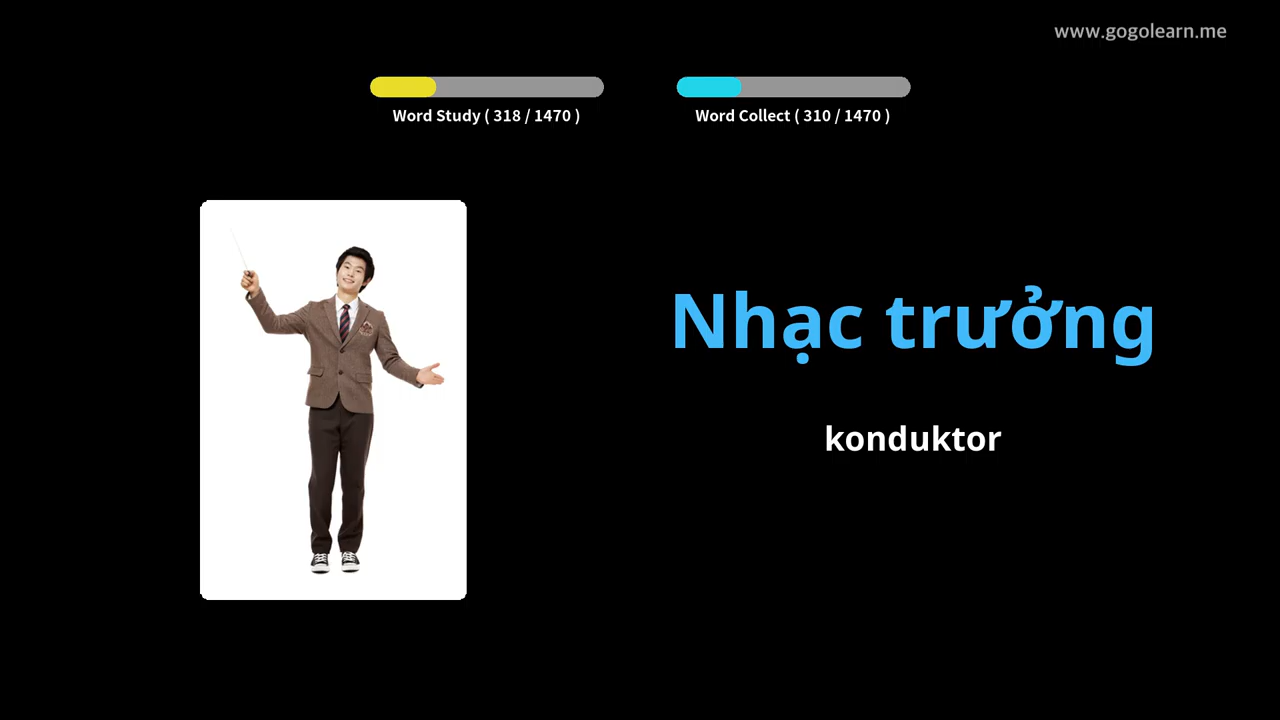 www.gogolearn.me
Word Study ( 318 / 1470 )
Word Collect ( 310 / 1470 )
Nhạc trưởng
konduktor